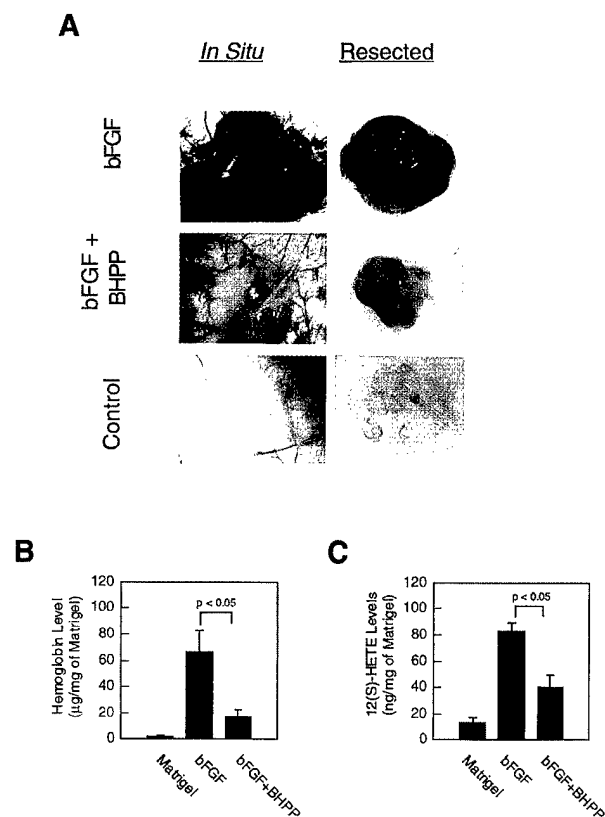 A
In Situ
Resected
bFGF
bFGF +
BHPP
Control
B
Hemoglobin Level
(µg/mg of Matrigel)
120
100
80
60
40
20
0
p < 0.05
Matrigel
bFGF
bFGF+BHPP
C
12(S)-HETE Levels
(ng/mg of Matrigel)
120
100
80
60
40
20
0
p < 0.05
Matrigel
bFGF
bFGF+BHPP